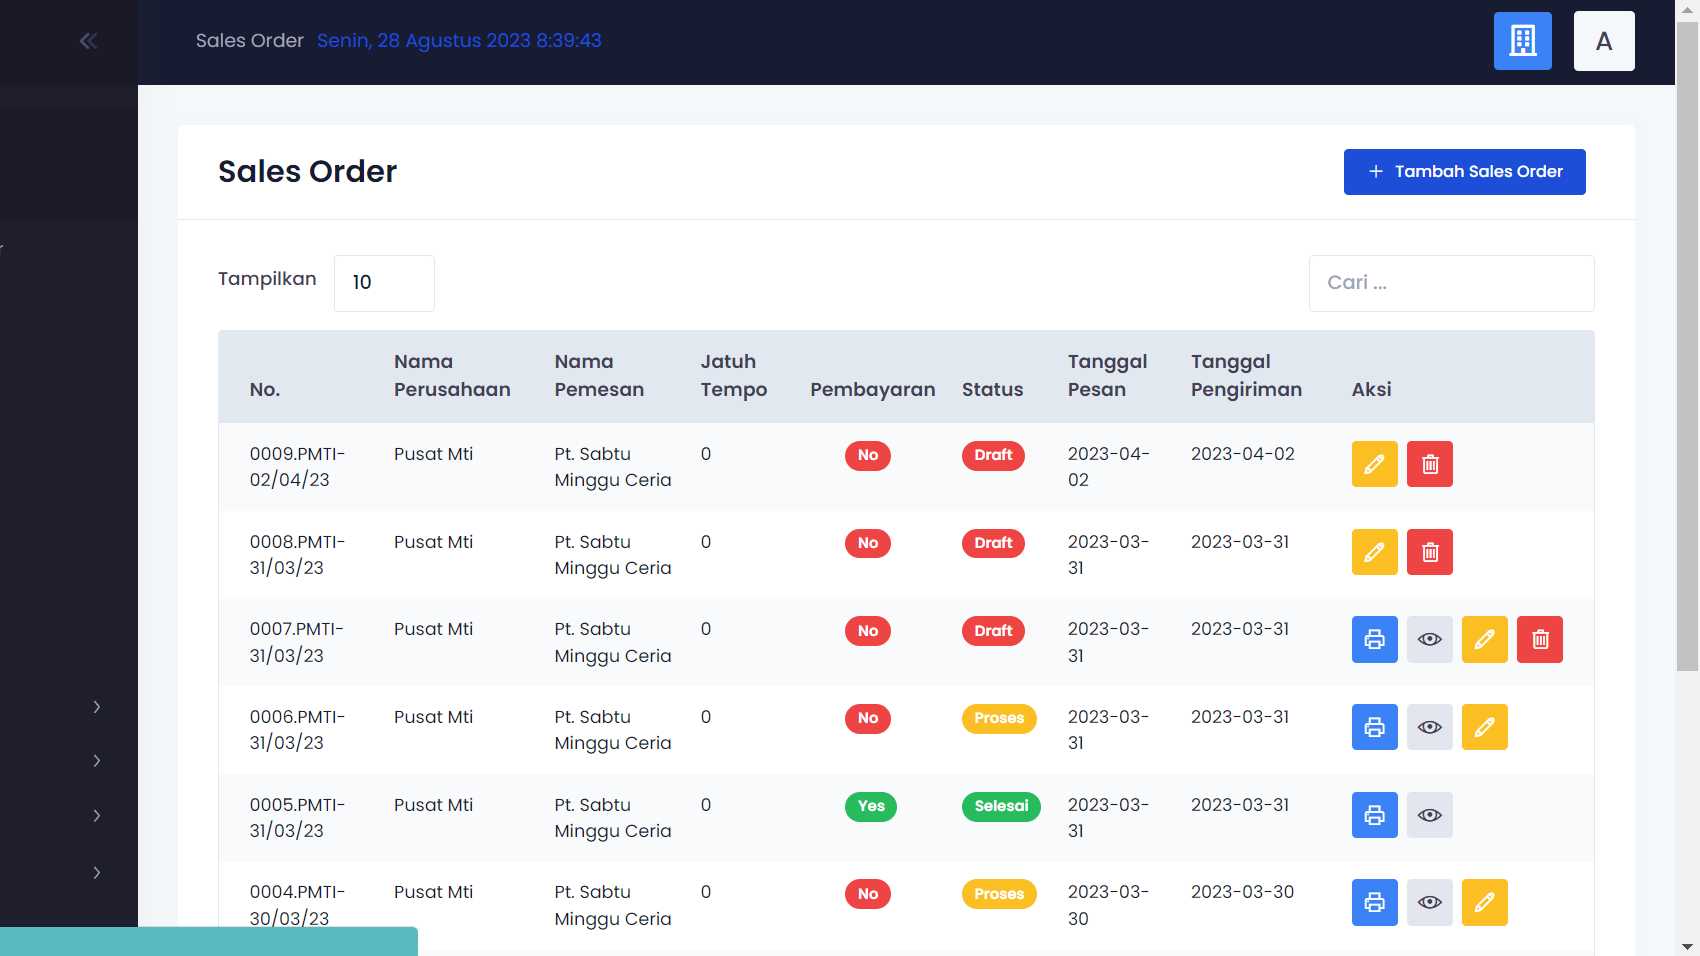 Sales Order Senin, 28 Agustus 2023 8:39:43
A
Sales Order
+ Tambah Sales Order
Tampilkan 10
Cari ...
No. Nama Perusahaan Nama Pemesan Jatuh Tempo Pembayaran Status Tanggal Pesan Tanggal Pengiriman Aksi
0009.PMTI- Pusat Mti Pt. Sabtu 0 No Draft 2023-04- 2023-04-02
02/04/23 Minggu Ceria 02
0008.PMTI- Pusat Mti Pt. Sabtu 0 No Draft 2023-03- 2023-03-31
31/03/23 Minggu Ceria 31
0007.PMTI- Pusat Mti Pt. Sabtu 0 No Draft 2023-03- 2023-03-31
31/03/23 Minggu Ceria 31
0006.PMTI- Pusat Mti Pt. Sabtu 0 No Proses 2023-03- 2023-03-31
31/03/23 Minggu Ceria 31
0005.PMTI- Pusat Mti Pt. Sabtu 0 Yes Selesai 2023-03- 2023-03-31
31/03/23 Minggu Ceria 31
0004.PMTI- Pusat Mti Pt. Sabtu 0 No Proses 2023-03- 2023-03-30
30/03/23 Minggu Ceria 30